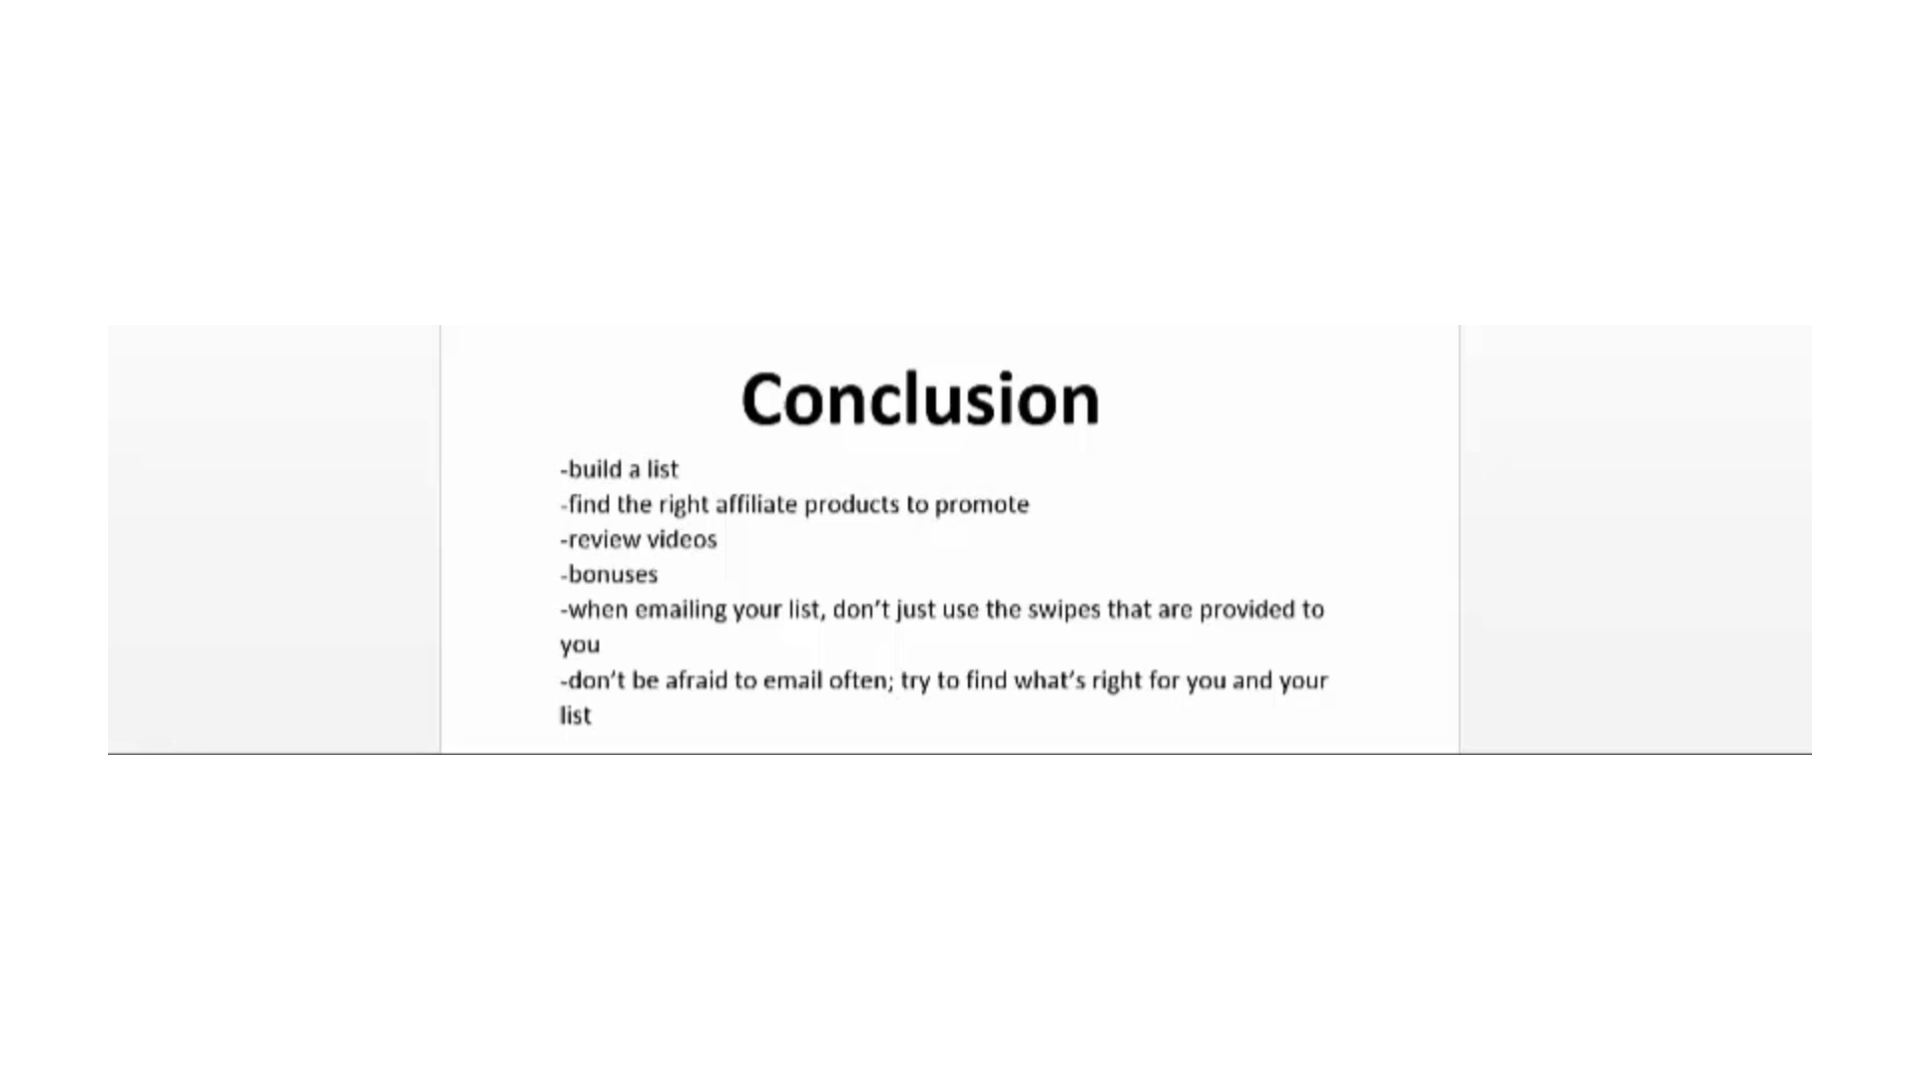 Conclusion
-build a list
-find the right affiliate products to promote
-review videos
-bonuses
-when emailing your list, don’t just use the swipes that are provided to
you
-don’t be afraid to email often; try to find what’s right for you and your
list